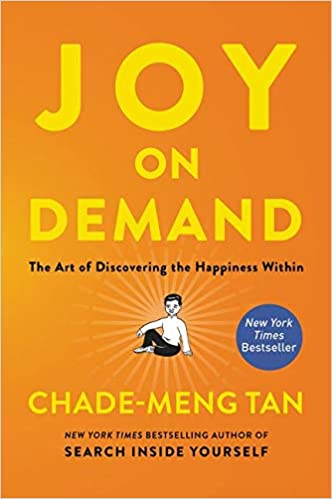 JOY
ON
DEMAND
The Art of Discovering the Happiness Within
New York
Times
Bestseller
CHADE-MENG TAN
NEW YORK TIMES BESTSELLING AUTHOR OF
SEARCH INSIDE YOURSELF